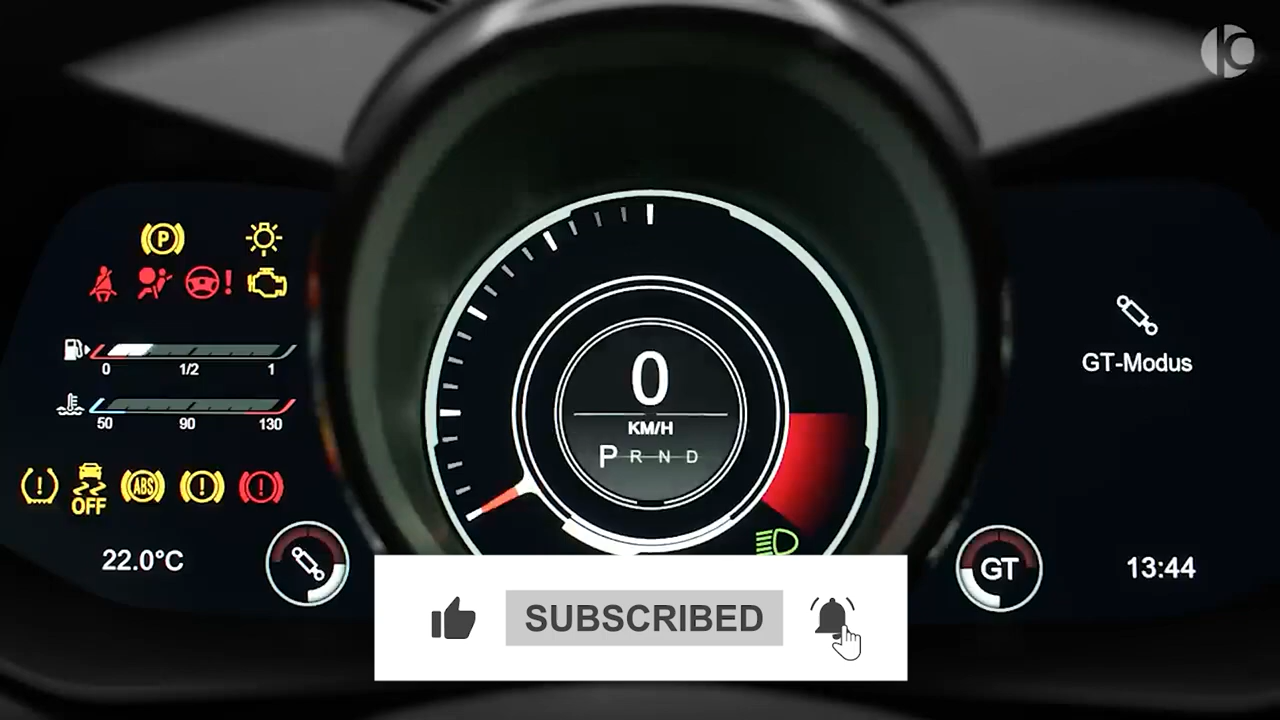 P
0 1/2 1
50 90 130
! OFF ABS ! !
22.0°C
0
KM/H
P R N D
GT-Modus
GT
13:44
SUBSCRIBED